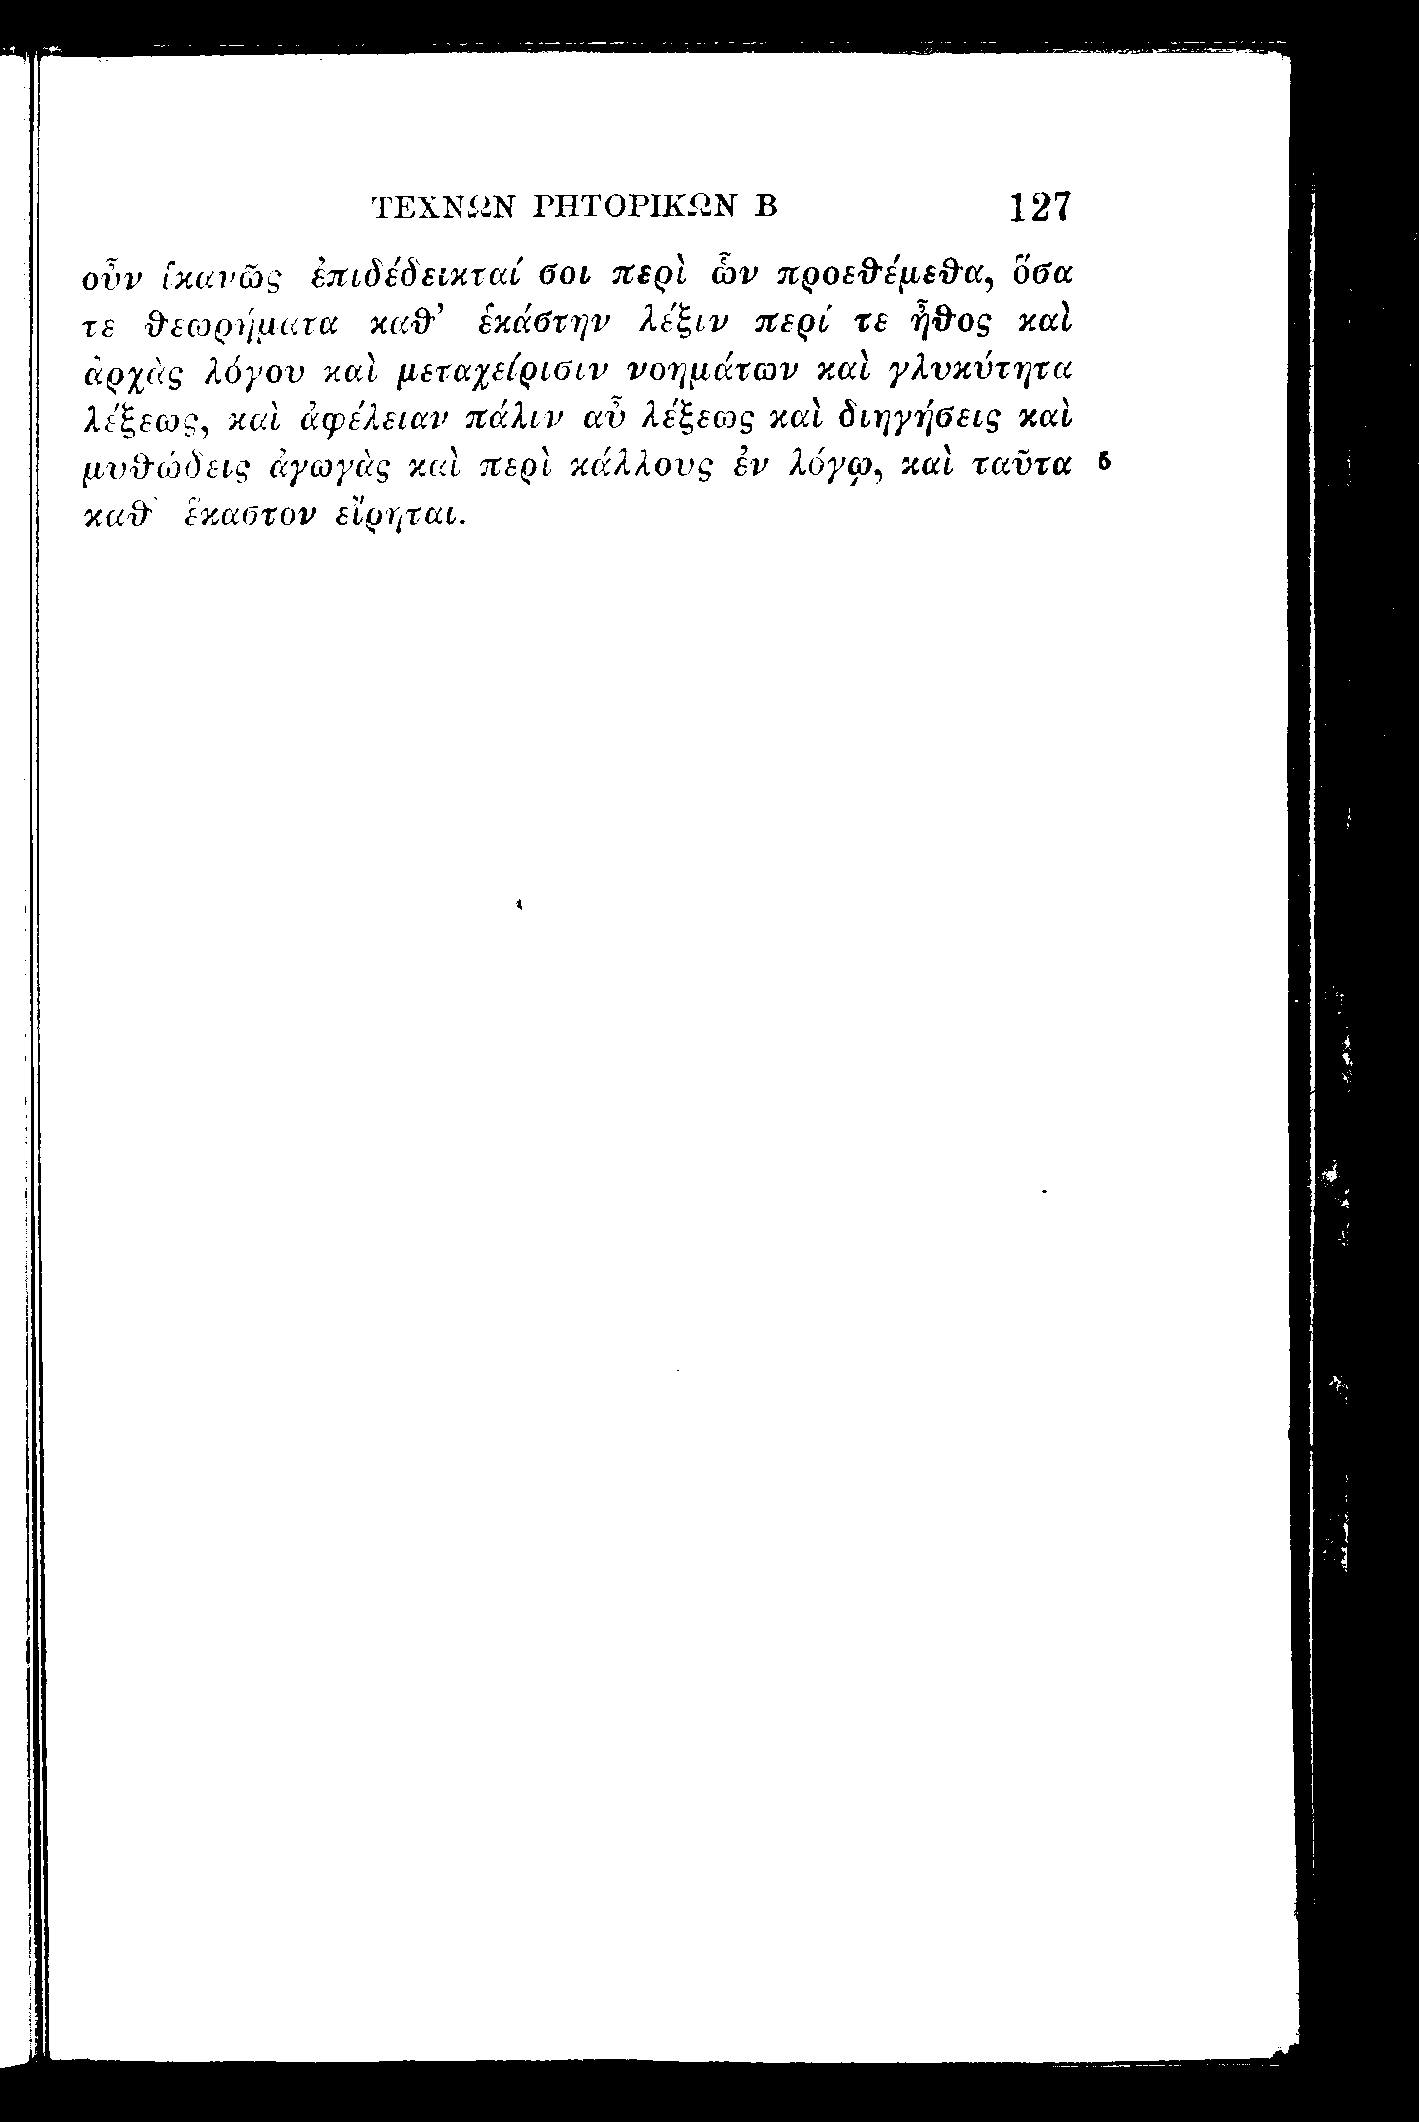 ΤΕΧΝΩΝ ΡΗΤΟΡΙΚΩΝ Β 127
οὖν ἱκανῶς ἐπιδέδεικταί σοι περὶ ὧν προεθέμεθα, ὅσα
τε θεωρήματα καθ’ ἑκάστην λέξιν περί τε ἦθος καὶ
ἀρχὰς λόγου καὶ μεταχείρισιν νοημάτων καὶ γλυκύτητα
λέξεως, καὶ ἀφέλειαν πάλιν αὖ λέξεως καὶ διηγήσεις καὶ
μυθώδεις ἀγωγὰς καὶ περὶ κάλλους ἐν λόγῳ, καὶ ταῦτα 5
καθ’ ἕκαστον εἴρηται.